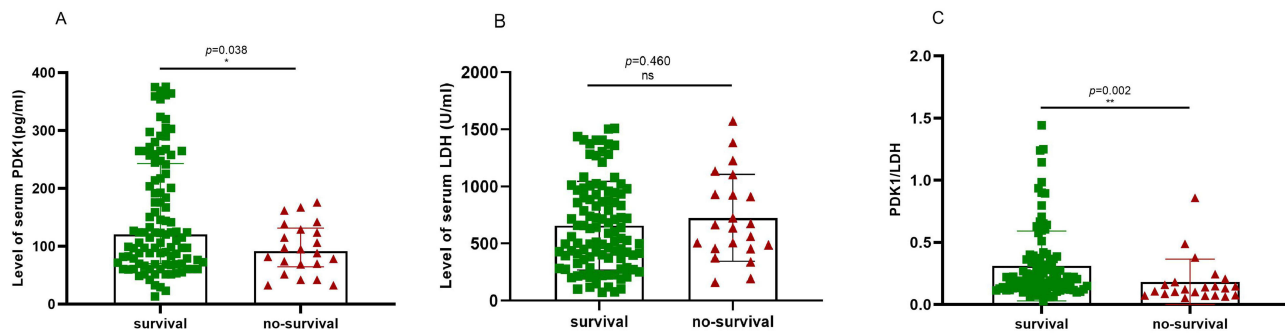 A
p=0.038
*
Level of serum PDK1(pg/ml)
400
300
200
100
0
survival
no-survival
B
p=0.460
ns
Level of serum LDH (U/ml)
2000
1500
1000
500
0
survival
no-survival
C
p=0.002
**
PDK1/LDH
2.0
1.5
1.0
0.5
0.0
survival
no-survival